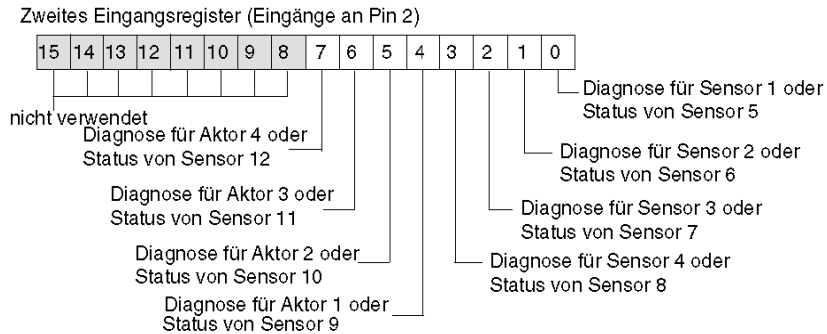 Zweites Eingangsregister (Eingänge an Pin 2)
15 14 13 12 11 10 9 8 7 6 5 4 3 2 1 0
Diagnose für Sensor 1 oder
Status von Sensor 5
nicht verwendet
Diagnose für Aktor 4 oder
Status von Sensor 12
Diagnose für Sensor 2 oder
Status von Sensor 6
Diagnose für Aktor 3 oder
Status von Sensor 11
Diagnose für Sensor 3 oder
Status von Sensor 7
Diagnose für Aktor 2 oder
Status von Sensor 10
Diagnose für Sensor 4 oder
Status von Sensor 8
Diagnose für Aktor 1 oder
Status von Sensor 9